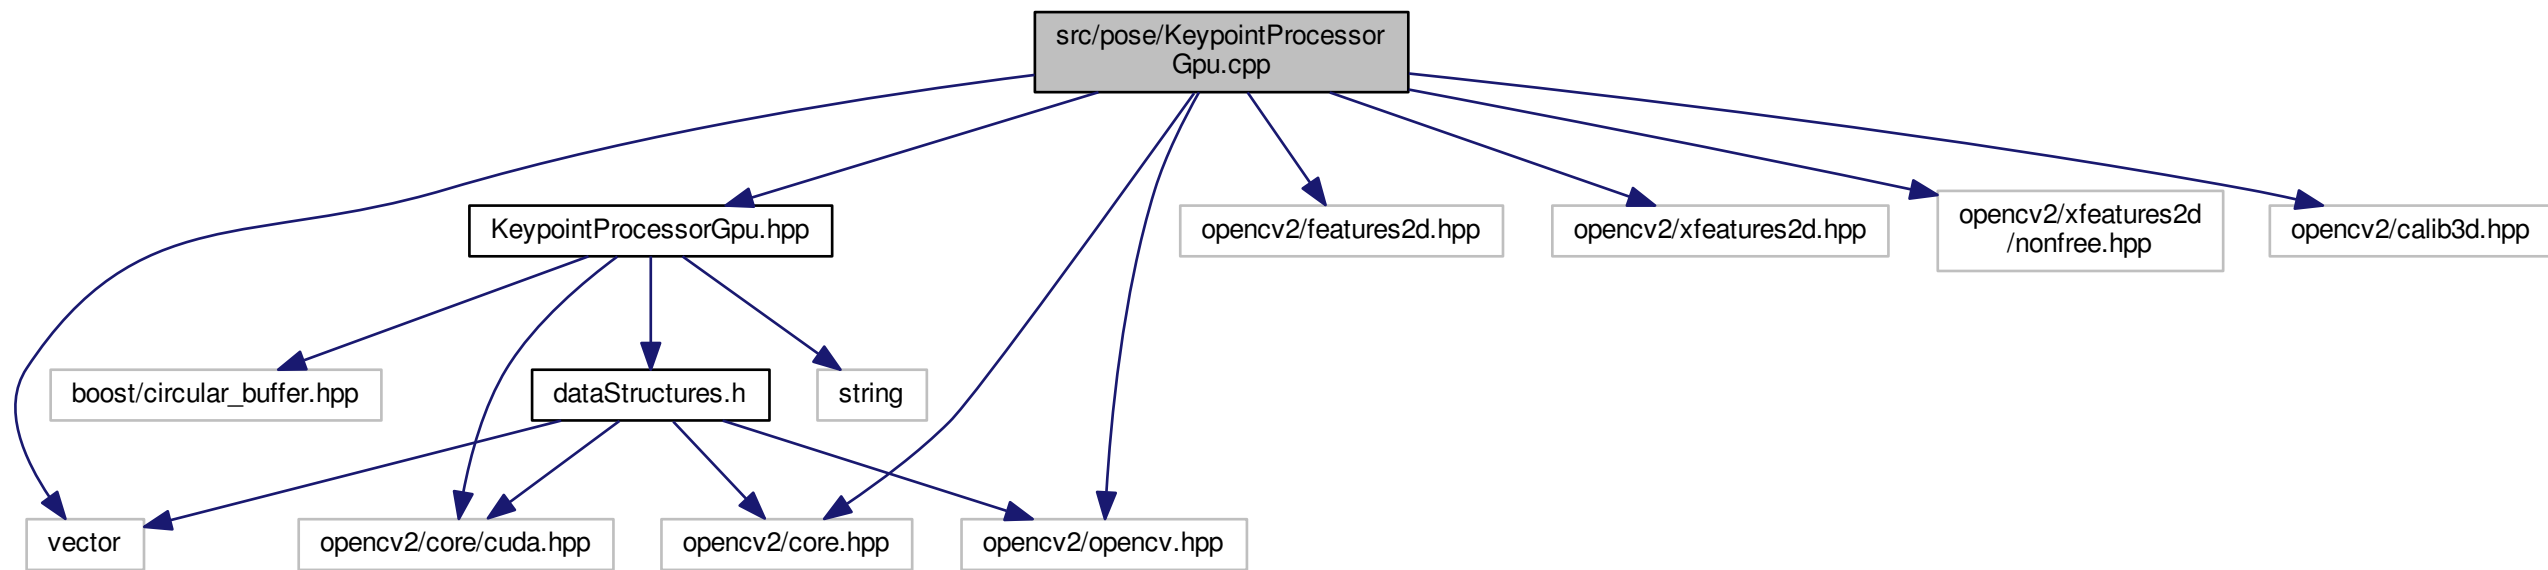 src/pose/KeypointProcessor
Gpu.cpp
KeypointProcessorGpu.hpp
opencv2/features2d.hpp
opencv2/xfeatures2d.hpp
opencv2/xfeatures2d
/nonfree.hpp
opencv2/calib3d.hpp
boost/circular_buffer.hpp
dataStructures.h
string
vector
opencv2/core/cuda.hpp
opencv2/core.hpp
opencv2/opencv.hpp